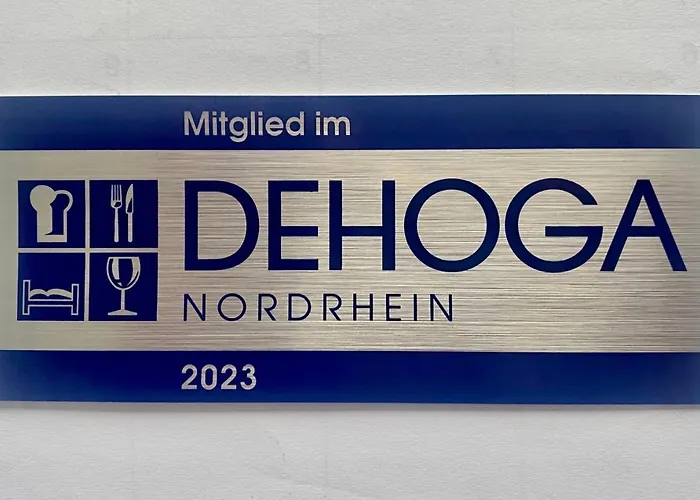 Mitglied im
DEHOGA
NORDRHEIN
2023